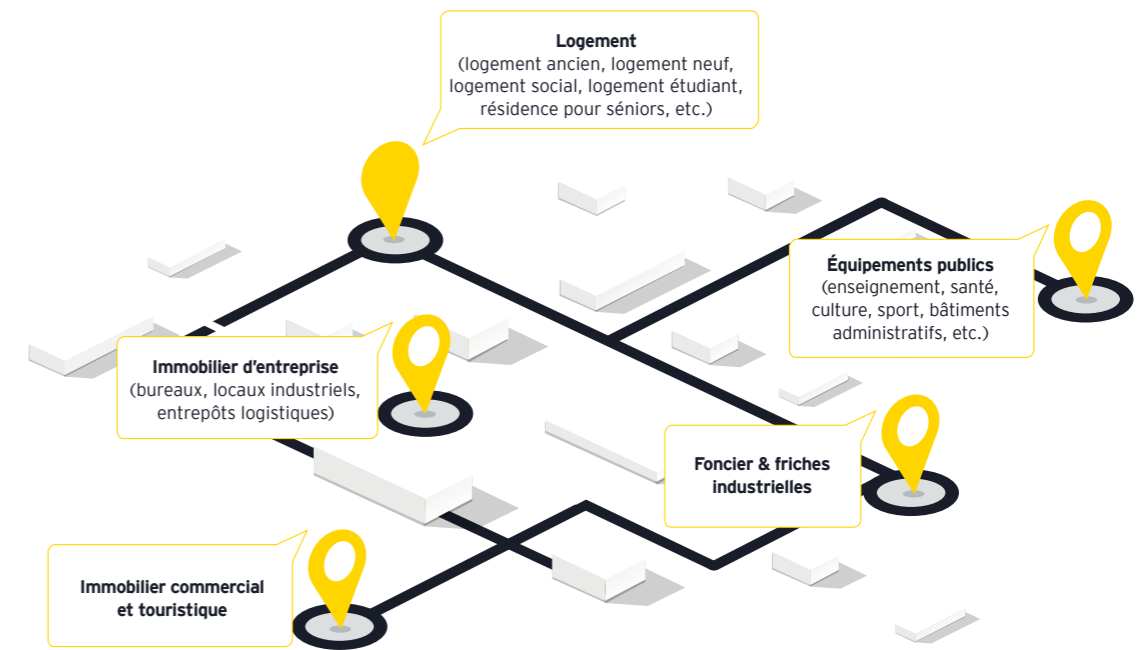 Logement
(logement ancien, logement neuf,
logement social, logement étudiant,
résidence pour séniors, etc.)
Équipements publics
(enseignement, santé,
culture, sport, bâtiments
administratifs, etc.)
Immobilier d'entreprise
(bureaux, locaux industriels,
entrepôts logistiques)
Foncier & friches
industrielles
Immobilier commercial
et touristique